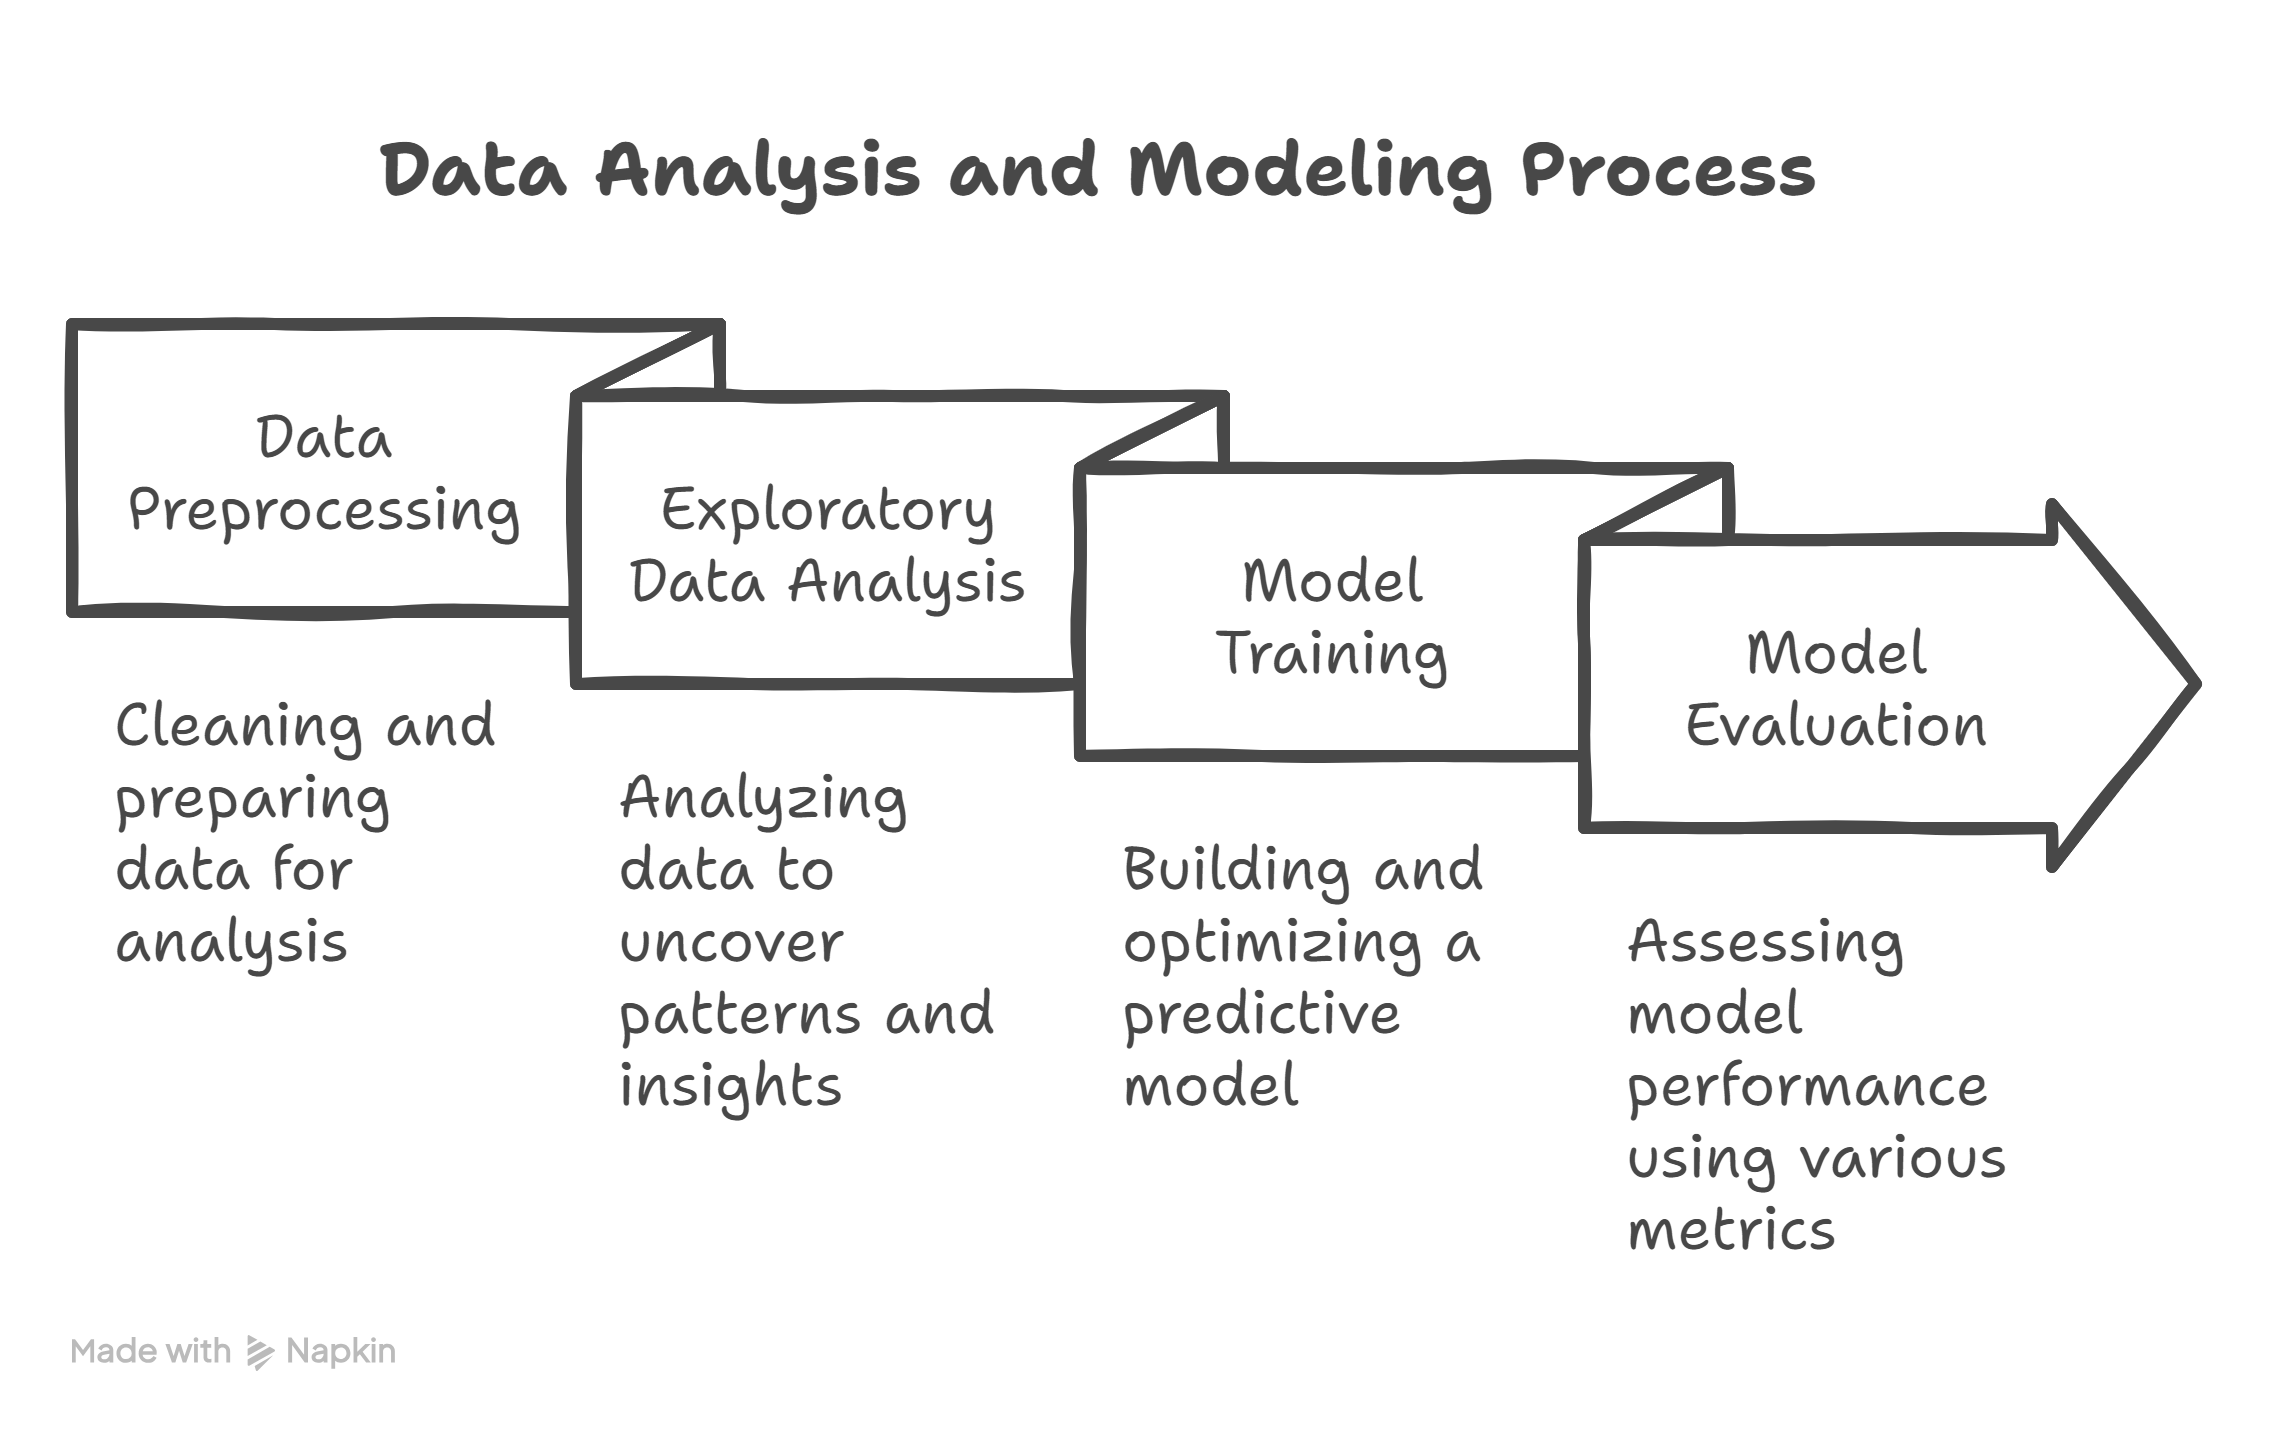 Data Analysis and Modeling Process
Data
Preprocessing
Cleaning and
preparing
data for
analysis
Exploratory
Data Analysis
Analyzing
data to
uncover
patterns and
insights
Model
Training
Building and
optimizing a
predictive
model
Model
Evaluation
Assessing
model
performance
using various
metrics
Made with Napkin